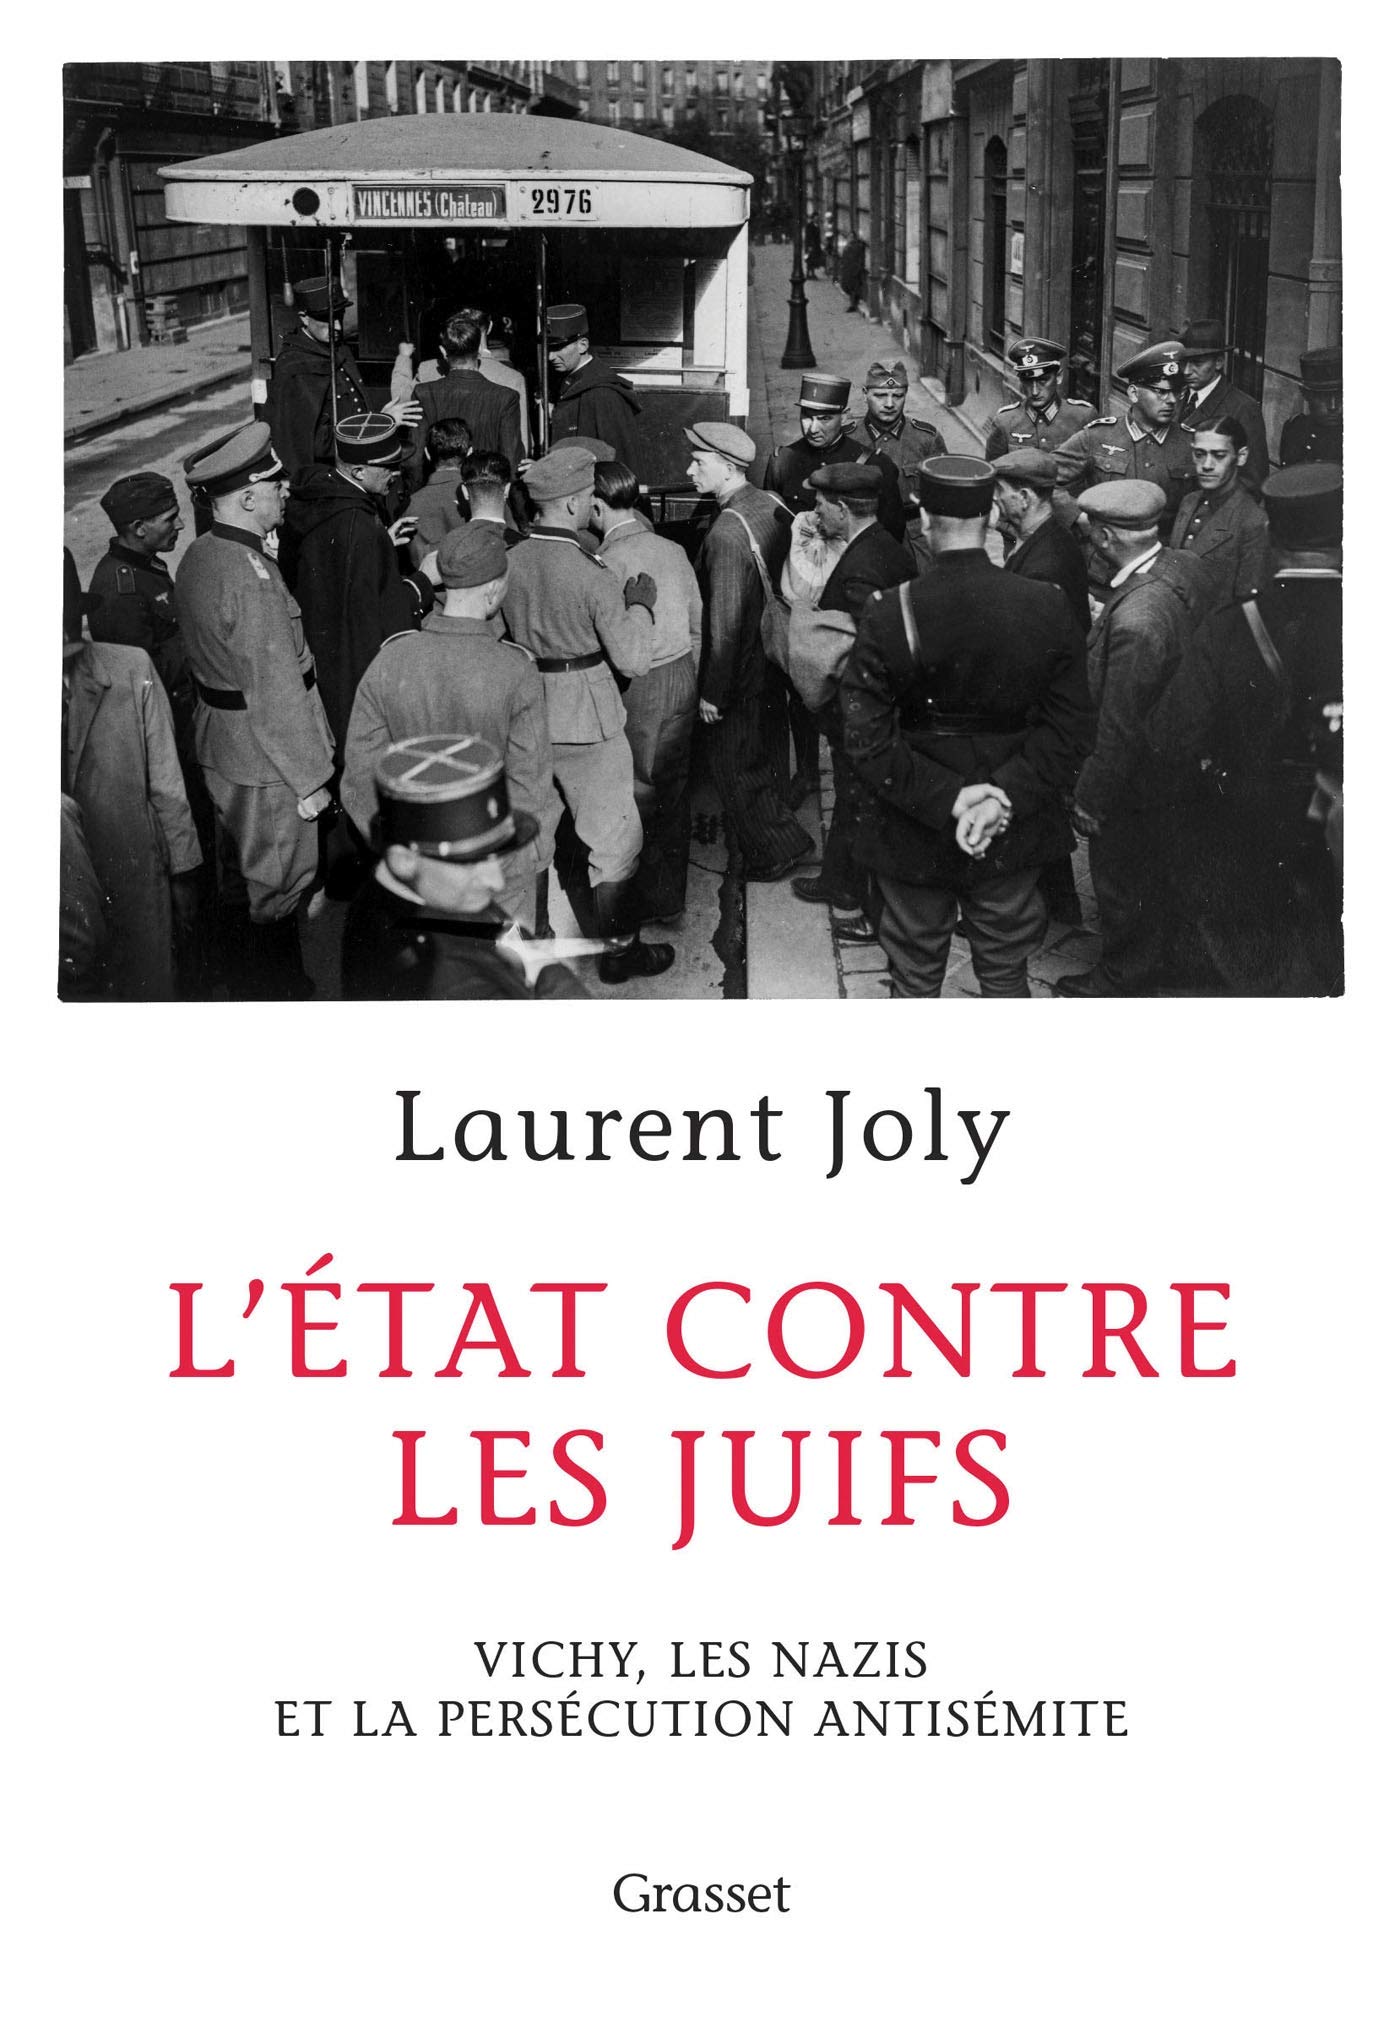 VINCENNES (Château)
2976
Laurent Joly
L'ÉTAT CONTRE
LES JUIFS
VICHY, LES NAZIS
ET LA PERSÉCUTION ANTISÉMITE
Grasset